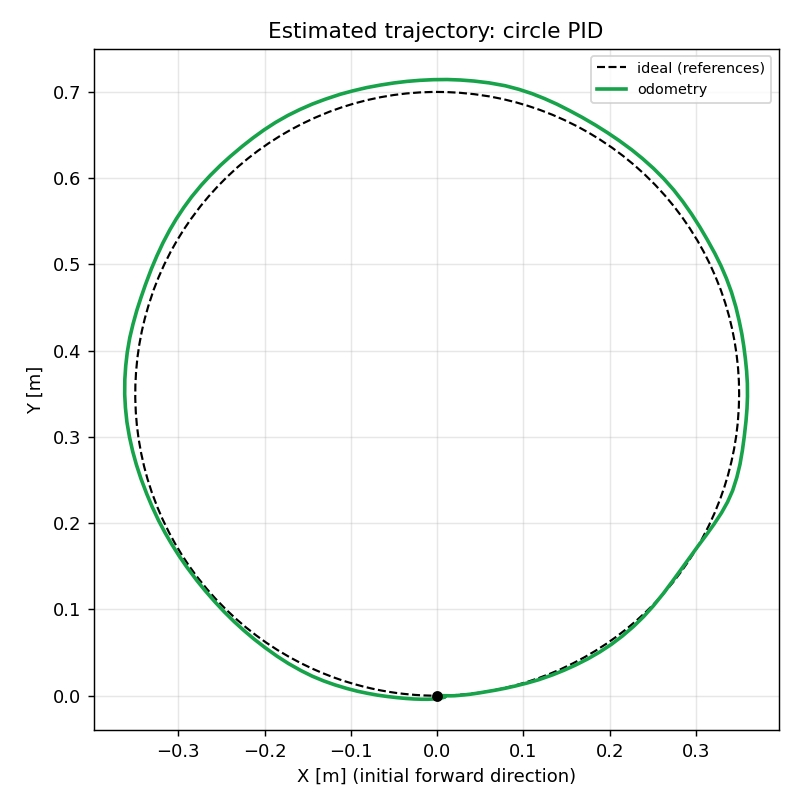 Estimated trajectory: circle PID
ideal (references)
odometry
Y [m]
0.7
0.6
0.5
0.4
0.3
0.2
0.1
0.0
−0.3 −0.2 −0.1 0.0 0.1 0.2 0.3
X [m] (initial forward direction)